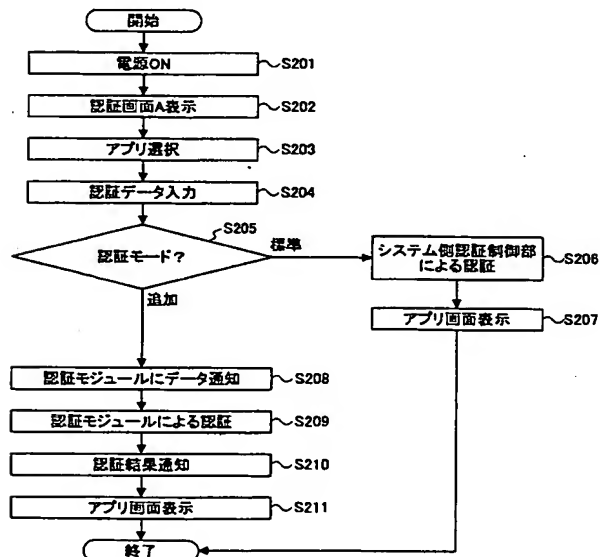 開始
電源ON
S201
認証画面A表示
S202
アプリ選択
S203
認証データ入力
S204
S205
認証モード?
標準
システム側認証制御部
による認証
S206
アプリ画面表示
S207
追加
認証モジュールにデータ通知
S208
認証モジュールによる認証
S209
認証結果通知
S210
アプリ画面表示
S211
終了